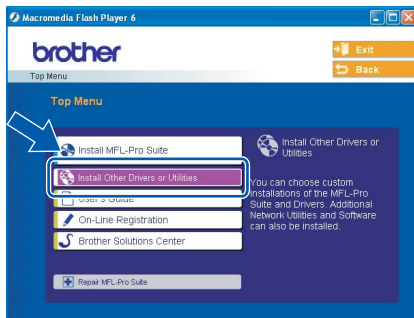 Macromedia Flash Player 6
brother
Exit
Back
Top Menu
Top Menu
Install MFL-Pro Suite
Install Other Drivers or Utilities
User's Guide
On-Line Registration
Brother Solutions Center
Repair MFL-Pro Suite
Install Other Drivers or
Utilities
You can choose custom
installations of the MFL-Pro
Suite and Drivers. Additional
Network Utilities and Software
can also be installed.